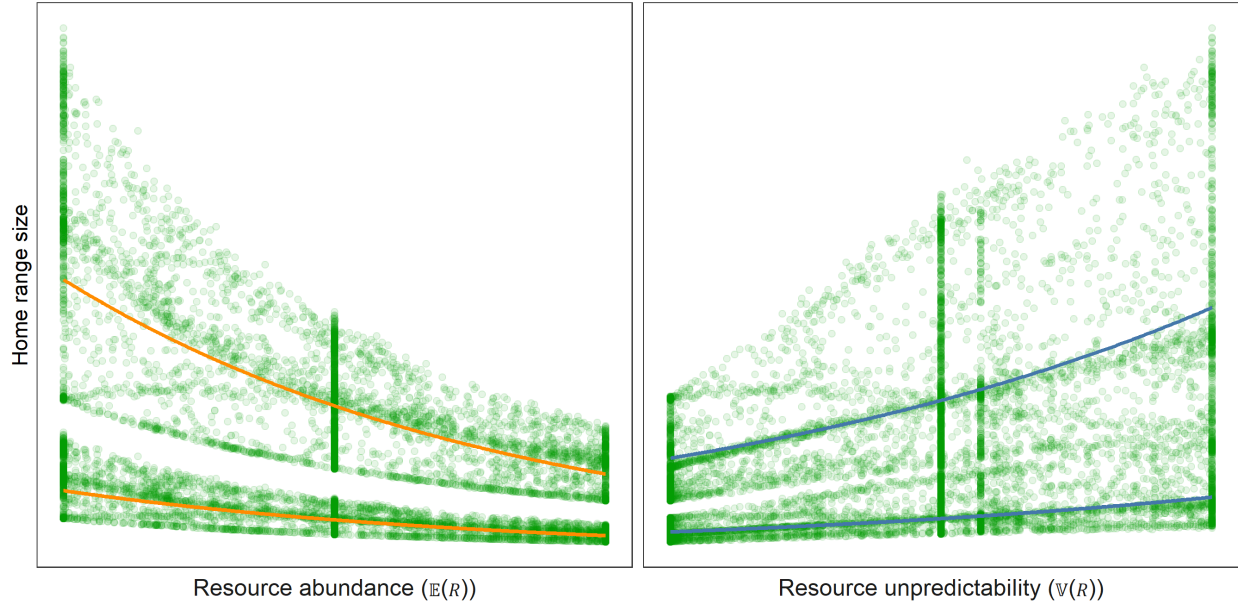 Home range size
Resource abundance (𝔼(R))
Resource unpredictability (𝕍(R))